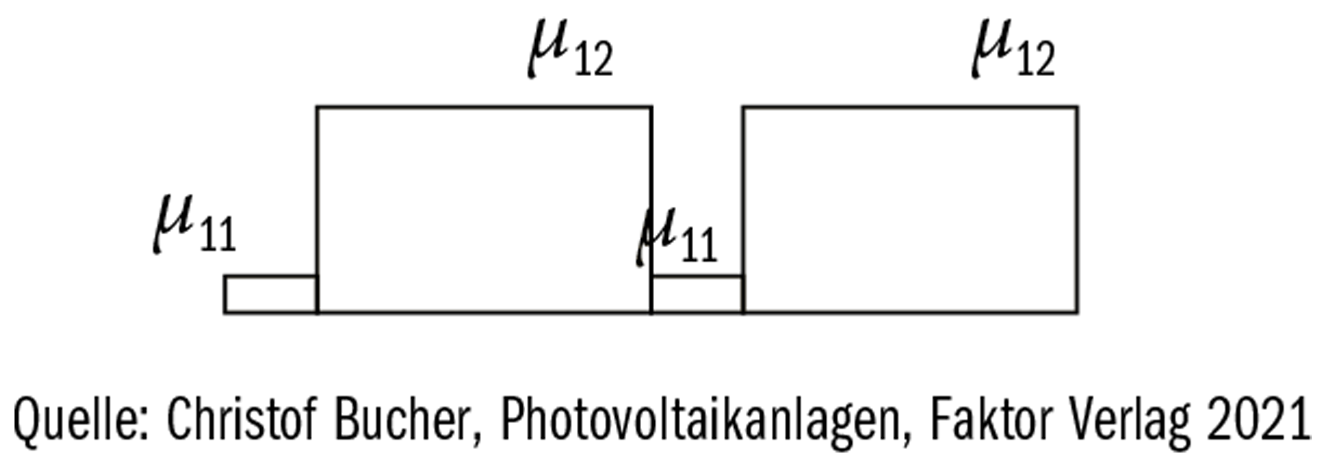 μ12 μ12
μ11
μ11
Quelle: Christof Bucher, Photovoltaikanlagen, Faktor Verlag 2021